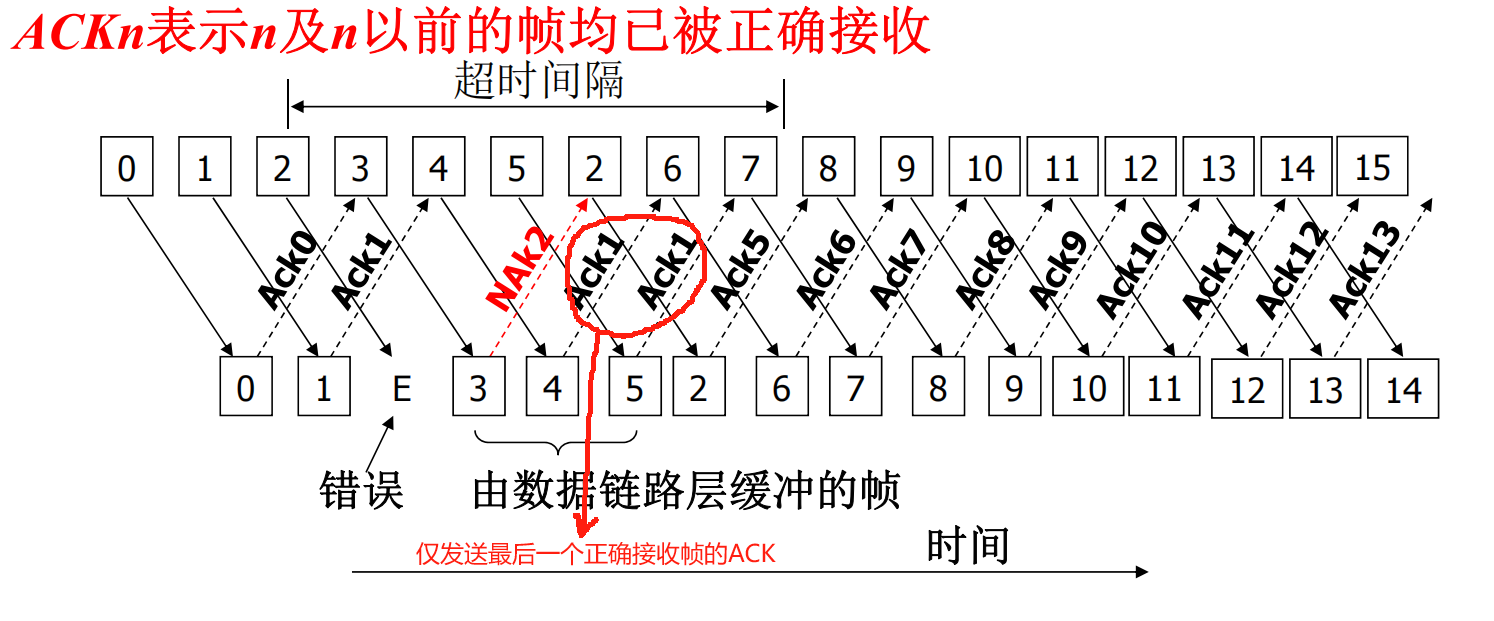 ACKn表示n及n以前的帧均已被正确接收
超时间隔
0 1 2 3 4 5 2 6 7 8 9 10 11 12 13 14 15
Ack0 Ack1 NAk2 Ack1 Ack1 Ack5 Ack6 Ack7 Ack8 Ack9 Ack10 Ack11 Ack12 Ack13
0 1 E 3 4 5 2 6 7 8 9 10 11 12 13 14
错误 由数据链路层缓冲的帧
时间
仅发送最后一个正确接收帧的ACK